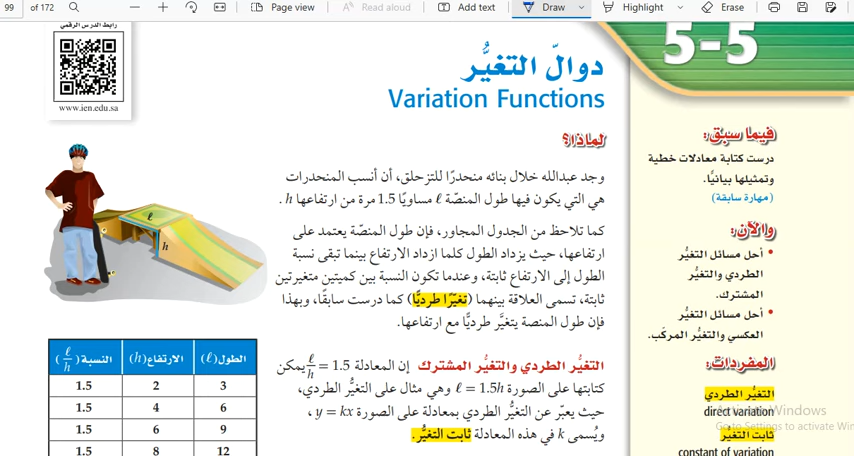 99 of 172
Page view
Read aloud
Add text
Draw
Highlight
Erase
رابط الدرس الرقمي
www.ien.edu.sa
5-5
دوالّ التغيُّر
Variation Functions
فيما سبق:
درست كتابة معادلات خطية
وتمثيلها بيانيًّا.
(مهارة سابقة)
والآن:
• أحل مسائل التغيُّر
الطردي والتغيُّر
المشترك.
• أحل مسائل التغيُّر
العكسي والتغيُّر المركّب.
المفردات:
التغيُّر الطردي
direct variation
ثابت التغيُّر
constant of variation
لماذا؟
وجد عبدالله خلال بنائه منحدرًا للتزحلق، أن أنسب المنحدرات
هي التي يكون فيها طول المنصّة ℓ مساويًا 1.5 مرة من ارتفاعها h .
كما تلاحظ من الجدول المجاور، فإن طول المنصّة يعتمد على
ارتفاعها، حيث يزداد الطول كلما ازداد الارتفاع بينما تبقى نسبة
الطول إلى الارتفاع ثابتة، وعندما تكون النسبة بين كميتين متغيرتين
ثابتة، تسمى العلاقة بينهما (تغيّرًا طرديًّا) كما درست سابقًا، وبهذا
فإن طول المنصة يتغيَّر طرديًّا مع ارتفاعها.
ℓ
h
الطول (ℓ) الارتفاع (h) النسبة (ℓ/h)
3 2 1.5
6 4 1.5
9 6 1.5
12 8 1.5
التغيُّر الطردي والتغيُّر المشترك إن المعادلة ℓ/h = 1.5 يمكن
كتابتها على الصورة ℓ = 1.5h وهي مثال على التغيُّر الطردي،
حيث يعبّر عن التغيُّر الطردي بمعادلة على الصورة y = kx ،
ويُسمى k في هذه المعادلة ثابت التغيُّر.
Activate Windows
Go to Settings to activate Win